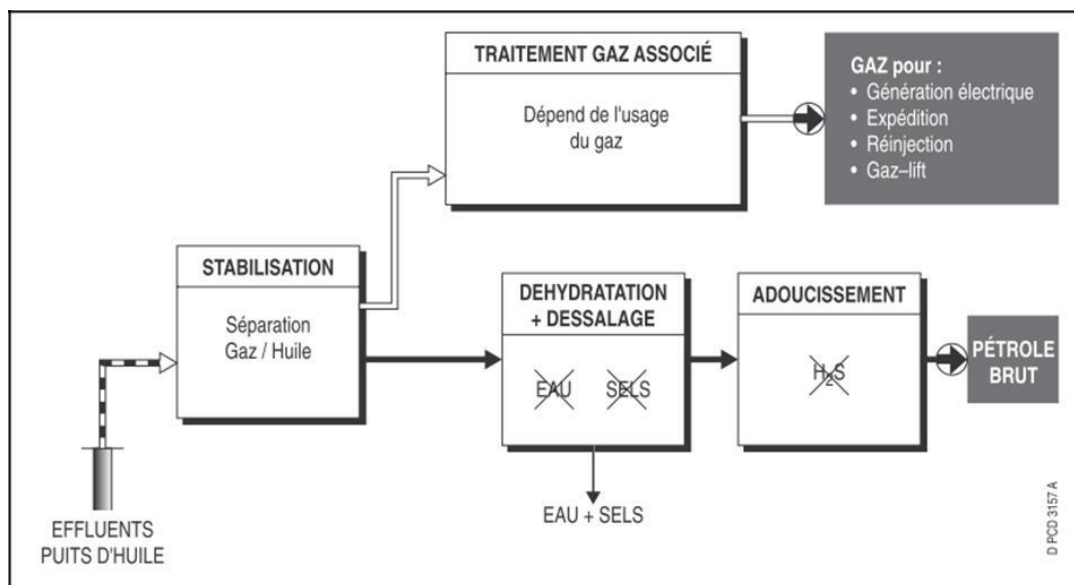 TRAITEMENT GAZ ASSOCIÉ
Dépend de l'usage
du gaz
GAZ pour :
• Génération électrique
• Expédition
• Réinjection
• Gaz–lift
STABILISATION
Séparation
Gaz / Huile
DEHYDRATATION
+ DESSALAGE
EAU SELS
EAU + SELS
ADOUCISSEMENT
H₂S
PÉTROLE
BRUT
EFFLUENTS
PUITS D'HUILE
D PCD 3157 A